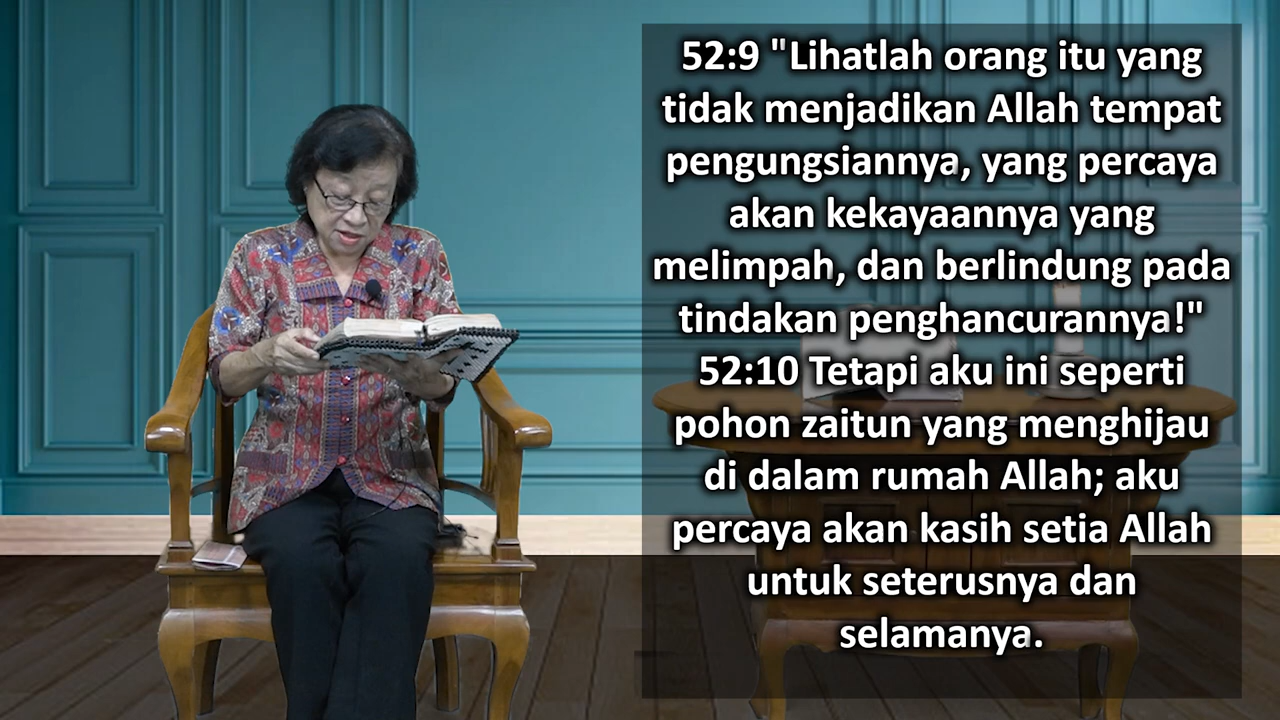 52:9 "Lihatlah orang itu yang
tidak menjadikan Allah tempat
pengungsiannya, yang percaya
akan kekayaannya yang
melimpah, dan berlindung pada
tindakan penghancurannya!"
52:10 Tetapi aku ini seperti
pohon zaitun yang menghijau
di dalam rumah Allah; aku
percaya akan kasih setia Allah
untuk seterusnya dan
selamanya.